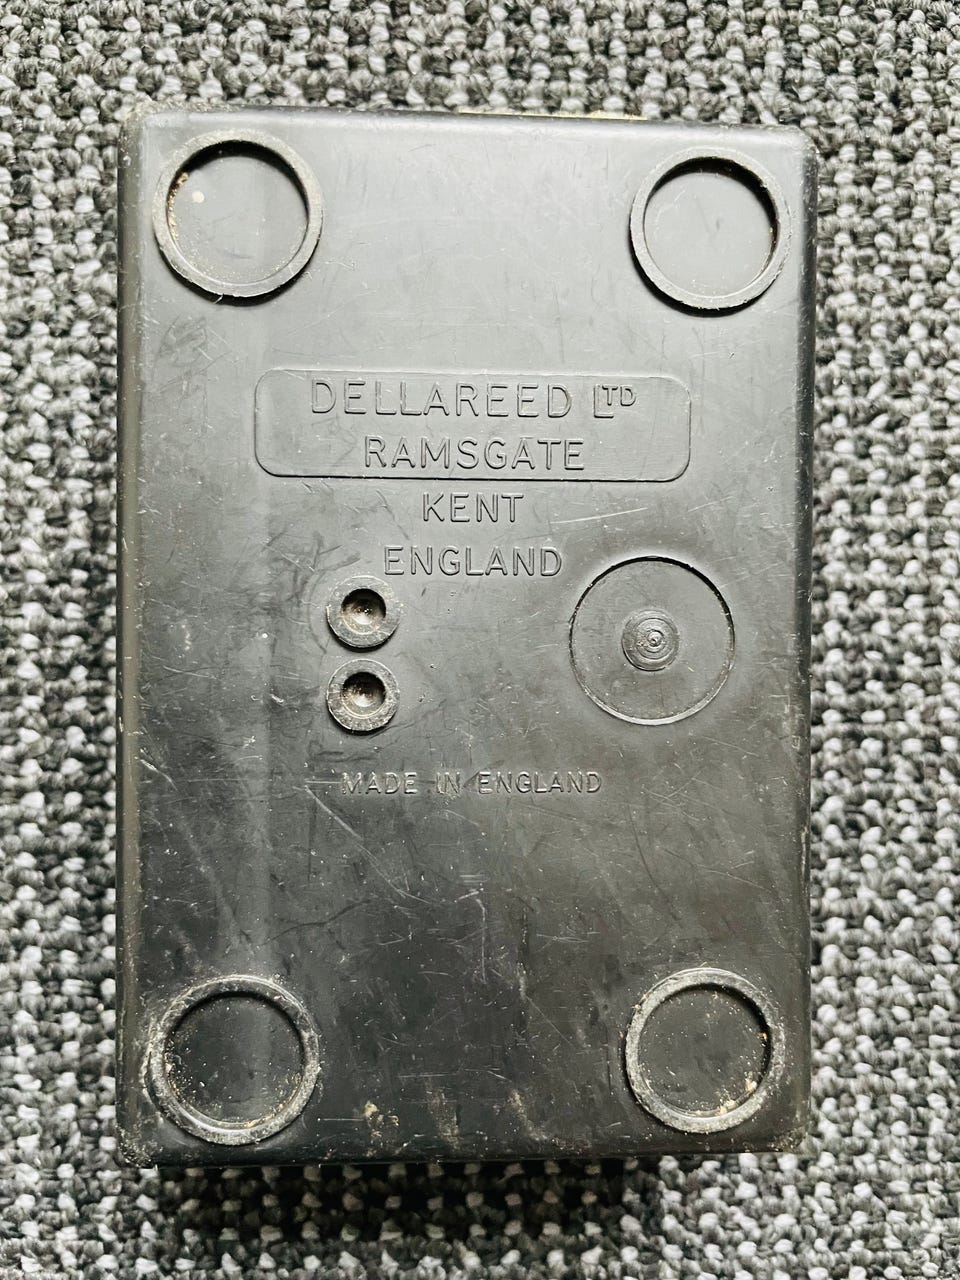 DELLAREED LTD
RAMSGATE
KENT
ENGLAND
MADE IN ENGLAND